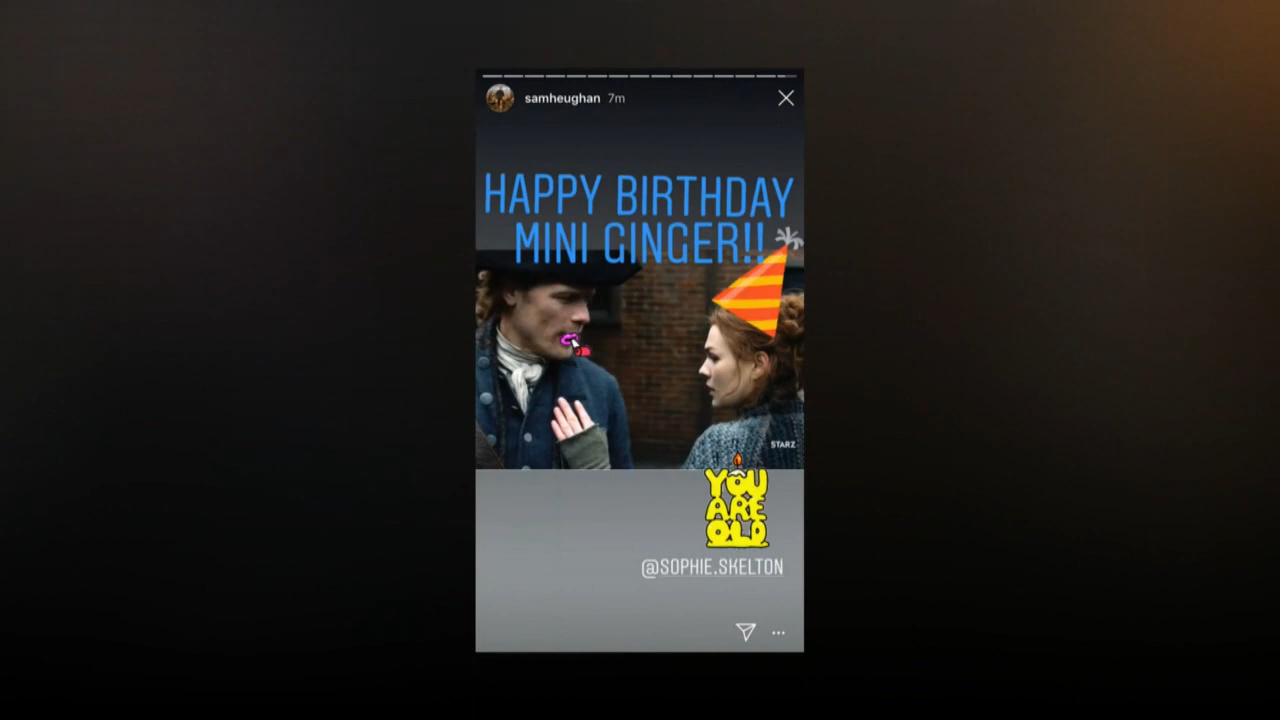 samheughan 7m
HAPPY BIRTHDAY
MINI GINGER!!
STARZ
YOU
ARE
OLD
@SOPHIE.SKELTON